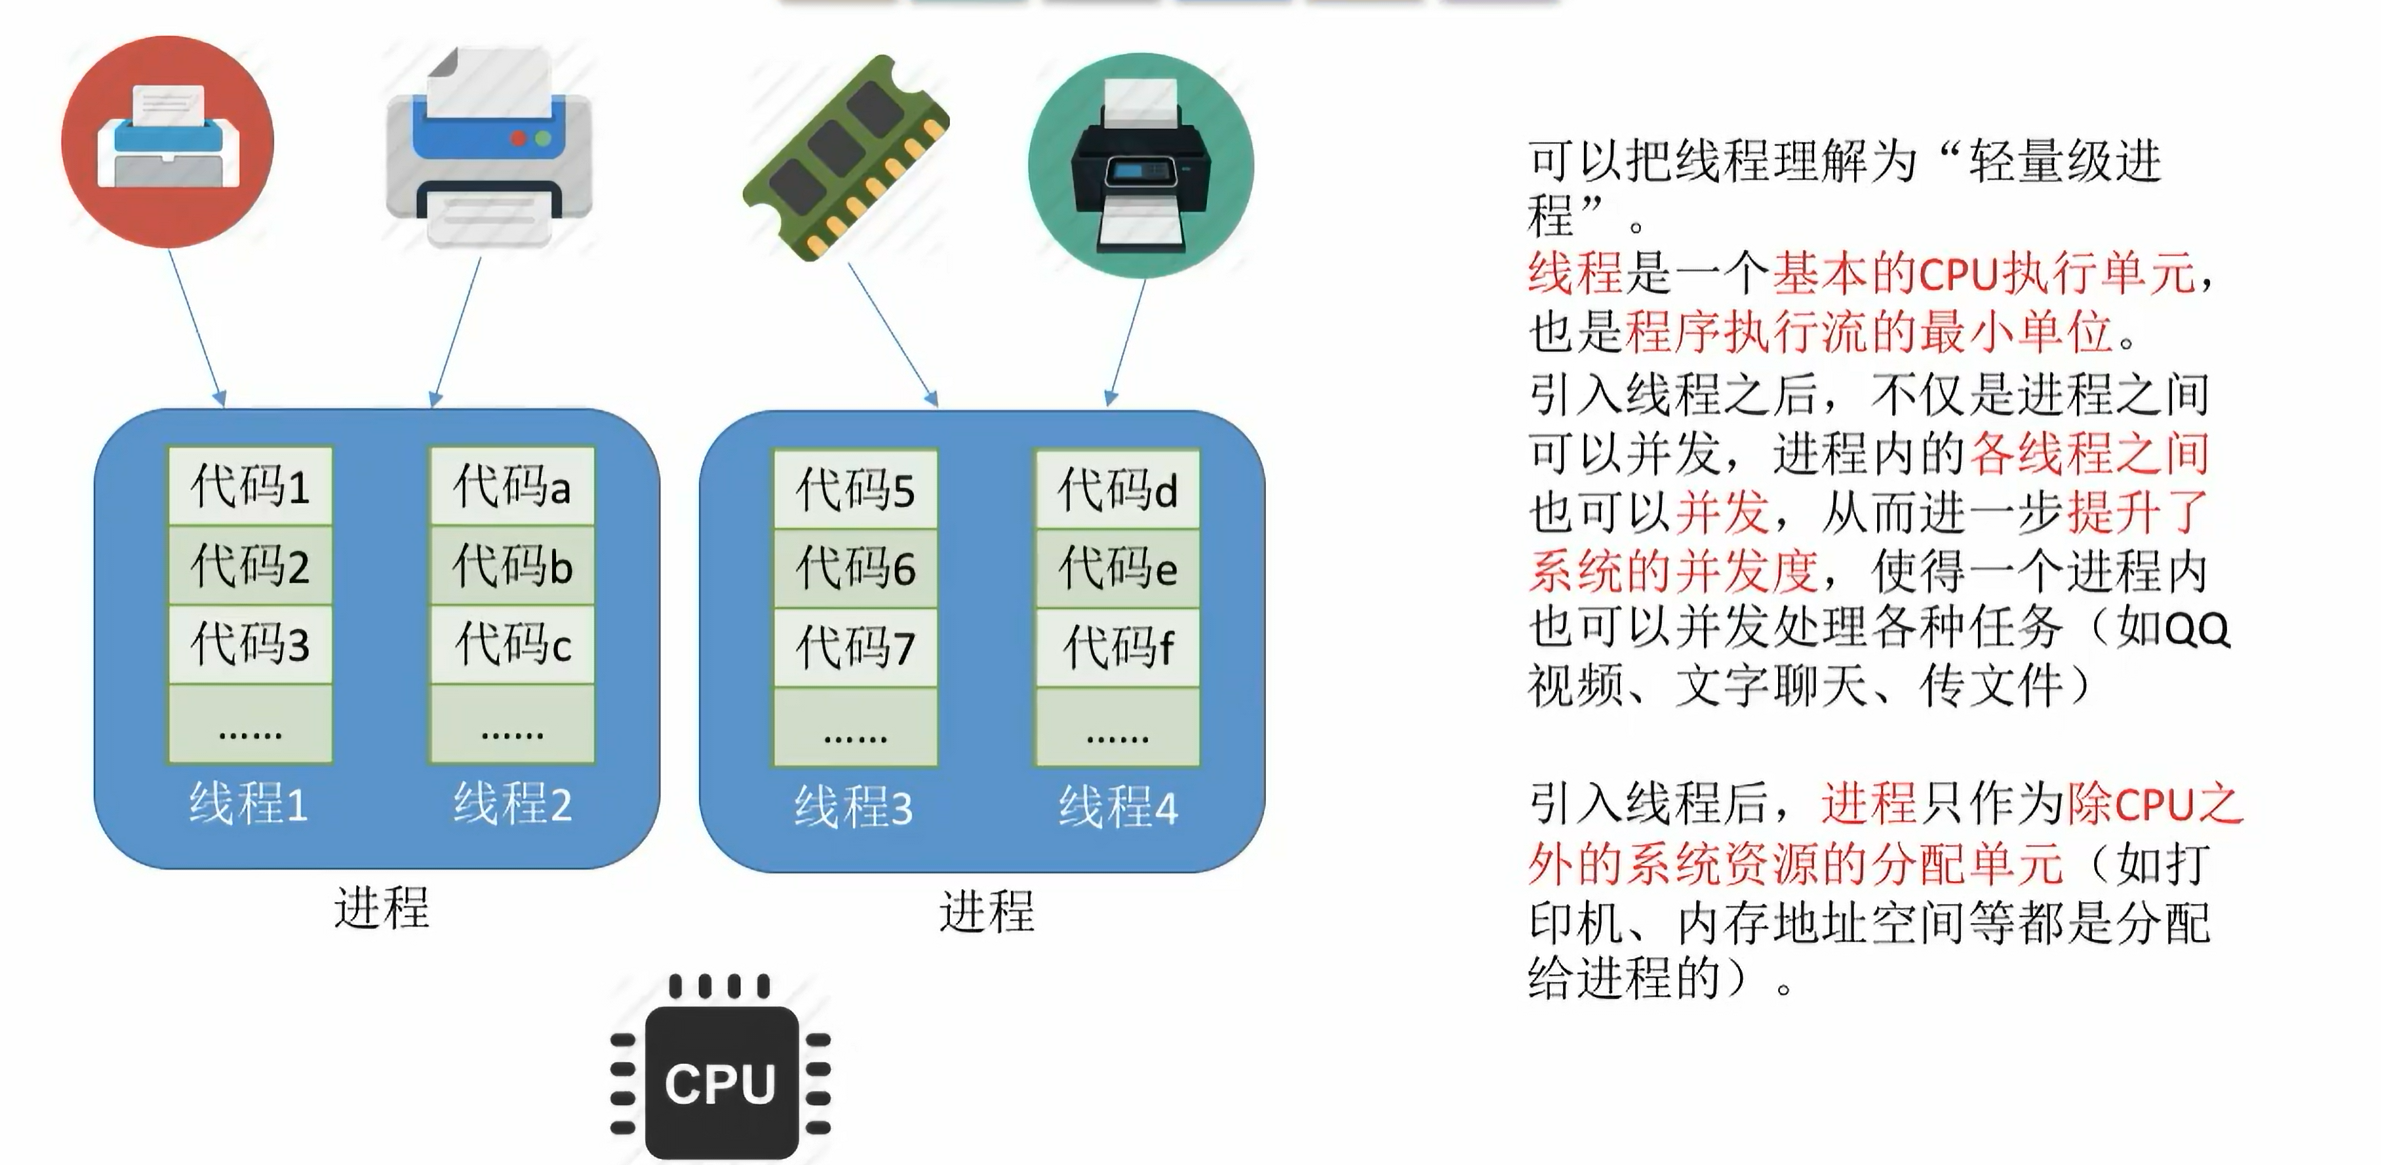 代码1
代码2
代码3
……
线程1
代码a
代码b
代码c
……
线程2
进程
代码5
代码6
代码7
……
线程3
代码d
代码e
代码f
……
线程4
进程
CPU
可以把线程理解为“轻量级进
程”。
线程是一个基本的CPU执行单元，
也是程序执行流的最小单位。
引入线程之后，不仅是进程之间
可以并发，进程内的各线程之间
也可以并发，从而进一步提升了
系统的并发度，使得一个进程内
也可以并发处理各种任务（如QQ
视频、文字聊天、传文件）
引入线程后，进程只作为除CPU之
外的系统资源的分配单元（如打
印机、内存地址空间等都是分配
给进程的）。